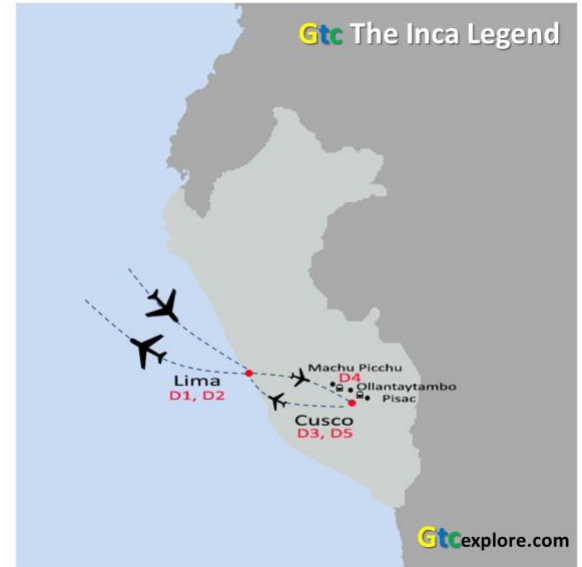 Gtc The Inca Legend
Machu Picchu
D4
Ollantaytambo
Pisac
Lima
D1, D2
Cusco
D3, D5
Gtcexplore.com